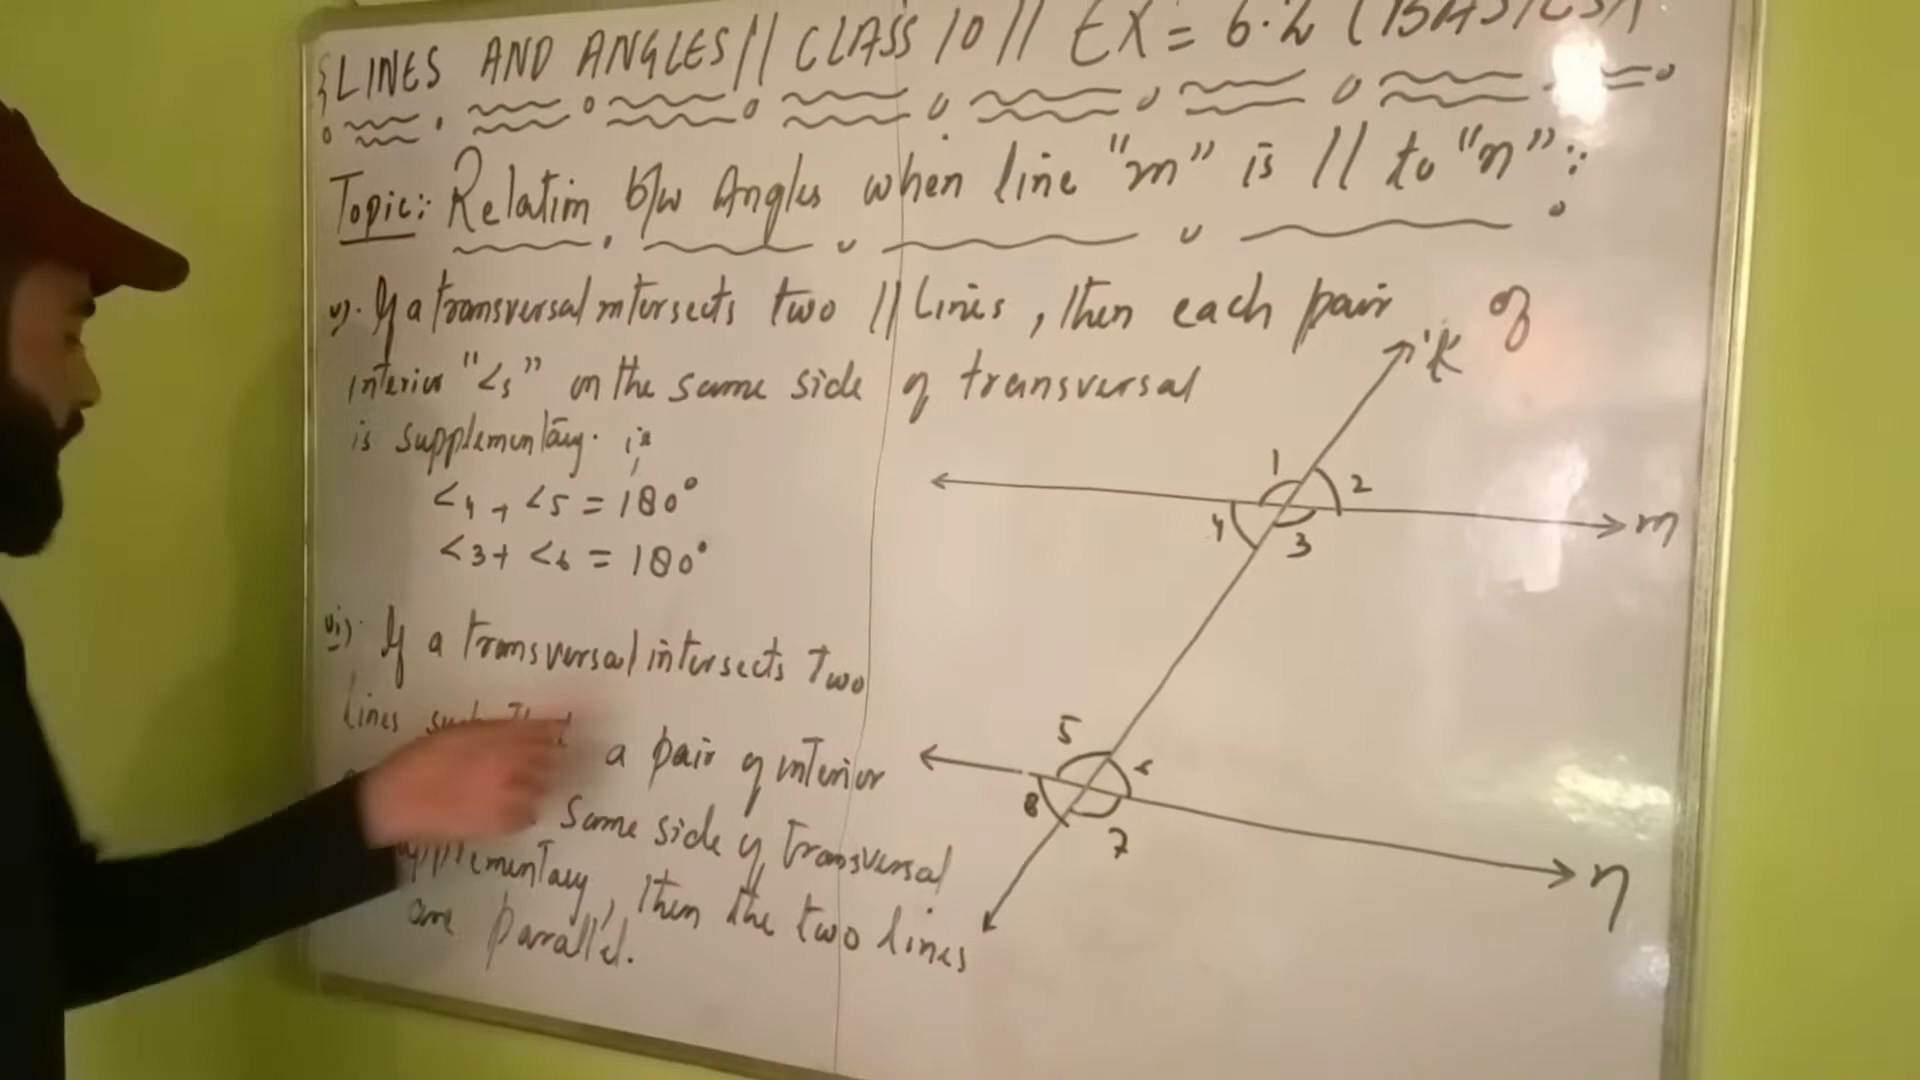 LINES AND ANGLES // CLASS 10 // EX = 6.2 (BASICS)
Topic: Relation b/w Angles when line "m" is // to "n":
v). If a transversal intersects two // lines, then each pair of
interior "∠s" on the same side of transversal
is supplementary. i.e
∠4 + ∠5 = 180°
∠3 + ∠6 = 180°
vi). If a transversal intersects two
lines such that a pair of interior
same side of transversal
supplementary, then the two lines
are parallel.
k
1
2
m
4
3
5
6
8
7
n